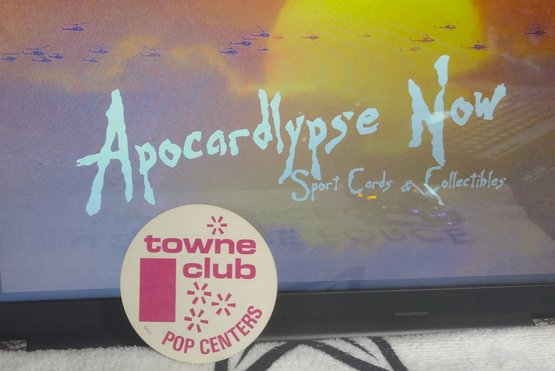 Apocardlypse Now
Sport Cards & Collectibles
towne
club
POP CENTERS